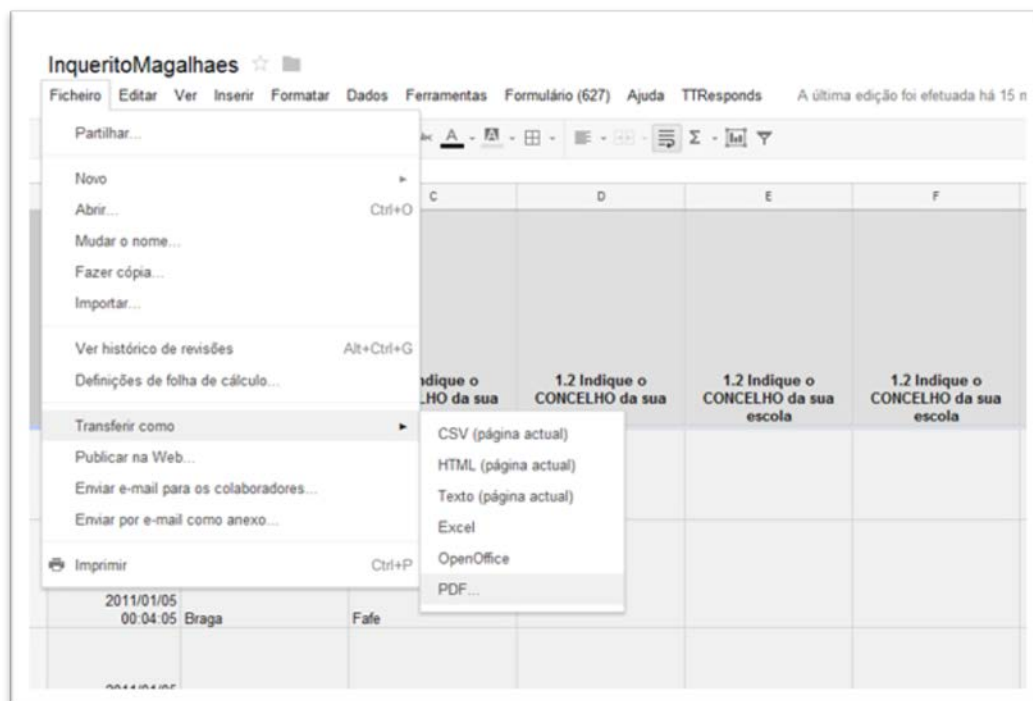 InqueritoMagalhaes
Ficheiro Editar Ver Inserir Formatar Dados Ferramentas Formulário (627) Ajuda TTResponds A última edição foi efetuada há 15
Partilhar...
Novo
Abrir... Ctrl+O
Mudar o nome...
Fazer cópia...
Importar...
Ver histórico de revisões Alt+Ctrl+G
Definições de folha de cálculo...
Transferir como
Publicar na Web...
Enviar e-mail para os colaboradores...
Enviar por e-mail como anexo...
Imprimir Ctrl+P
CSV (página actual)
HTML (página actual)
Texto (página actual)
Excel
OpenOffice
PDF...
A Σ
C D E F
o
da sua
1.2 Indique o
CONCELHO da sua
1.2 Indique o
CONCELHO da sua
escola
1.2 Indique o
CONCELHO da sua
escola
2011/01/05
00:04:05 Braga Fafe